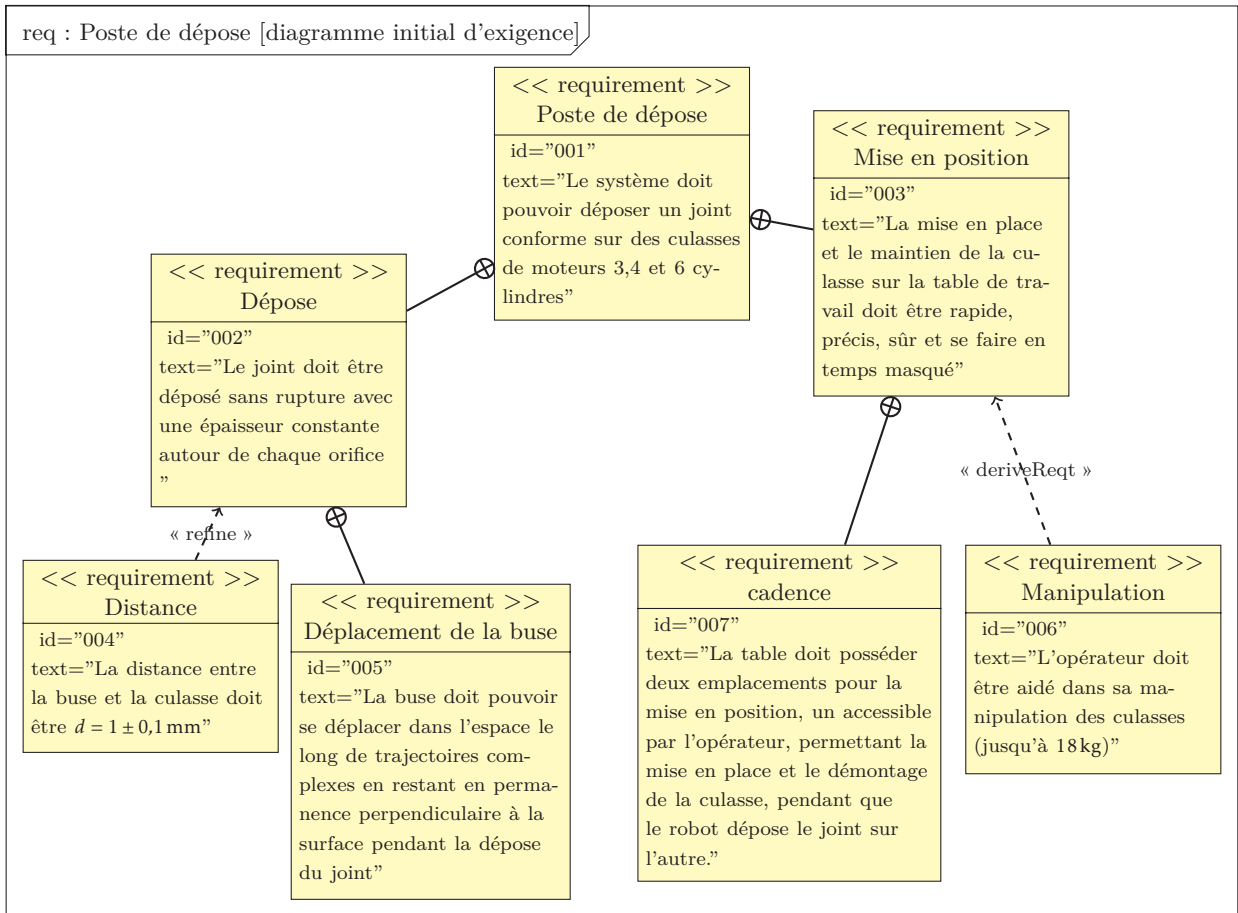 req : Poste de dépose [diagramme initial d'exigence]
<< requirement >>
Poste de dépose
id="001"
text="Le système doit
pouvoir déposer un joint
conforme sur des culasses
de moteurs 3,4 et 6 cy-
lindres"
<< requirement >>
Mise en position
id="003"
text="La mise en place
et le maintien de la cu-
lasse sur la table de tra-
vail doit être rapide,
précis, sûr et se faire en
temps masqué"
<< requirement >>
Dépose
id="002"
text="Le joint doit être
déposé sans rupture avec
une épaisseur constante
autour de chaque orifice
"
« deriveReqt »
« refine »
<< requirement >>
Distance
id="004"
text="La distance entre
la buse et la culasse doit
être d = 1 ± 0,1 mm"
<< requirement >>
Déplacement de la buse
id="005"
text="La buse doit pouvoir
se déplacer dans l'espace le
long de trajectoires com-
plexes en restant en perma-
nence perpendiculaire à la
surface pendant la dépose
du joint"
<< requirement >>
cadence
id="007"
text="La table doit posséder
deux emplacements pour la
mise en position, un accessible
par l'opérateur, permettant la
mise en place et le démontage
de la culasse, pendant que
le robot dépose le joint sur
l'autre."
<< requirement >>
Manipulation
id="006"
text="L'opérateur doit
être aidé dans sa ma-
nipulation des culasses
(jusqu'à 18 kg)"